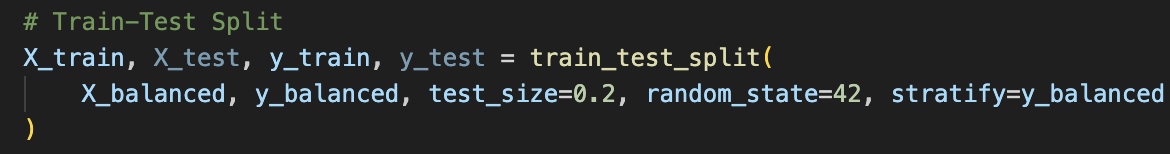 # Train-Test Split
X_train, X_test, y_train, y_test = train_test_split(
    X_balanced, y_balanced, test_size=0.2, random_state=42, stratify=y_balanced
)